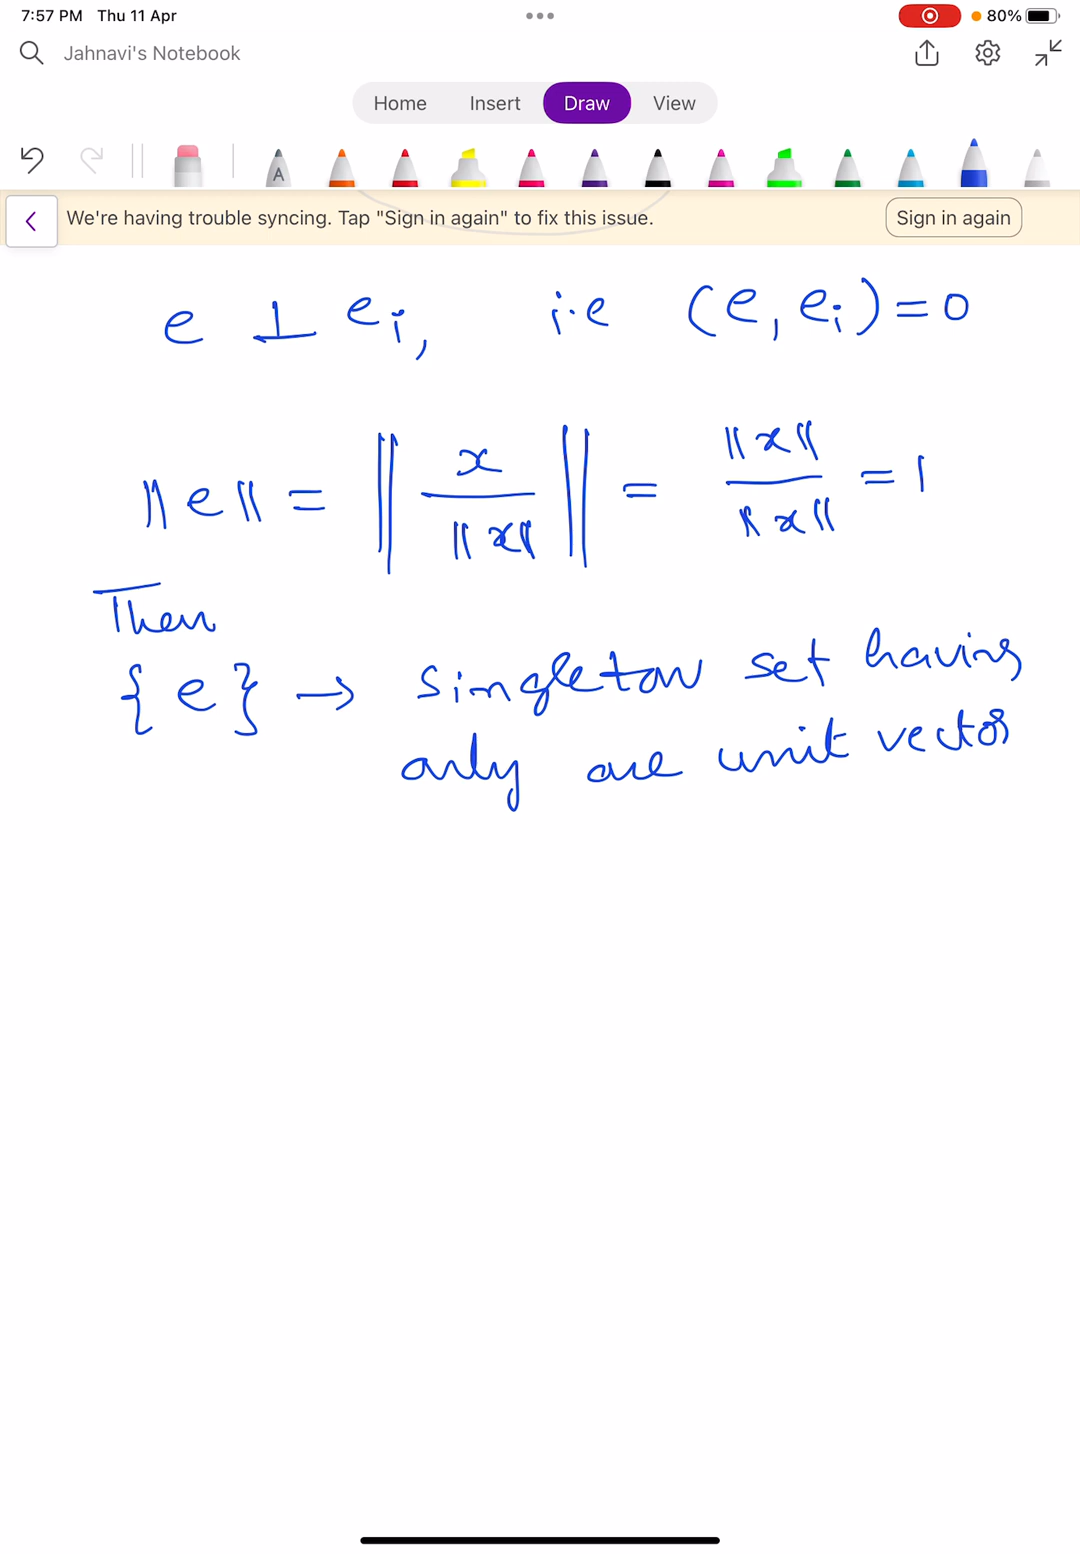 7:57 PM Thu 11 Apr
80%
Jahnavi's Notebook
Home Insert Draw View
A
We're having trouble syncing. Tap "Sign in again" to fix this issue. Sign in again
e ⊥ ei, i.e (e, ei) = 0
||e|| = || x / ||x|| || = ||x|| / ||x|| = 1
Then
{e} → singleton set having
only one unit vector